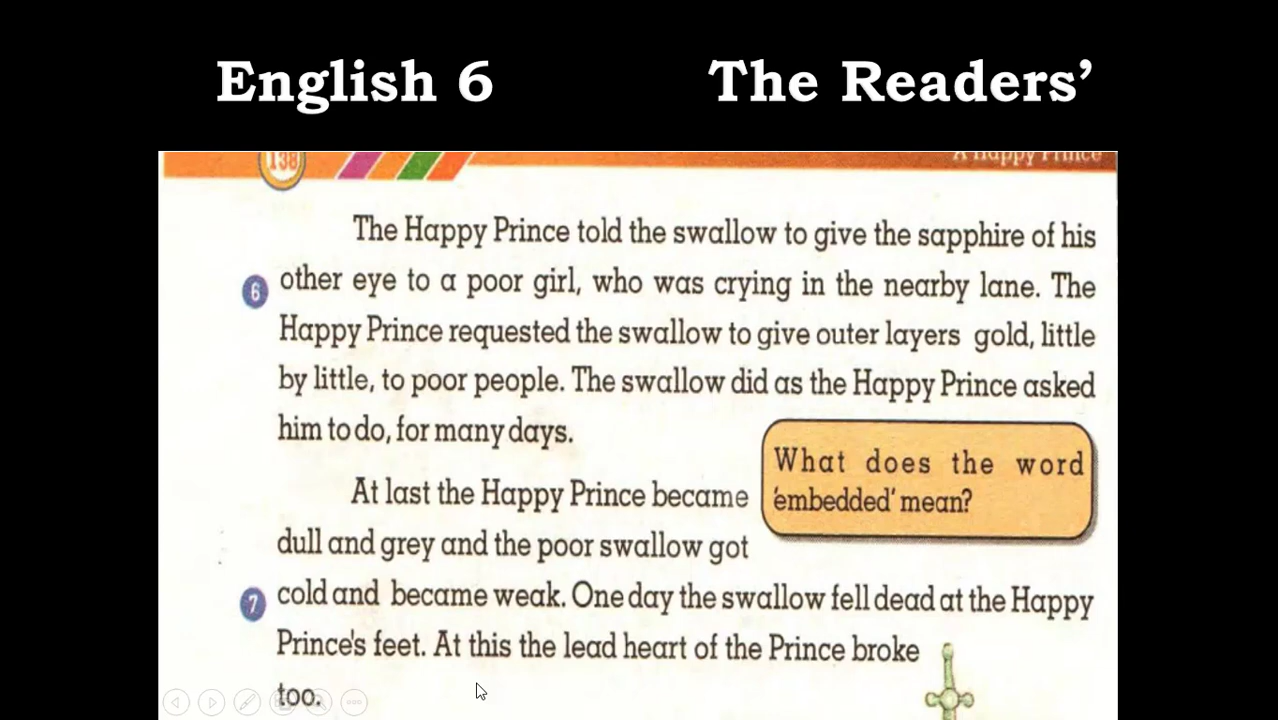 English 6 The Readers’
138 A Happy Prince
The Happy Prince told the swallow to give the sapphire of his
6 other eye to a poor girl, who was crying in the nearby lane. The
Happy Prince requested the swallow to give outer layers gold, little
by little, to poor people. The swallow did as the Happy Prince asked
him to do, for many days.
What does the word
'embedded' mean?
At last the Happy Prince became
dull and grey and the poor swallow got
7 cold and became weak. One day the swallow fell dead at the Happy
Prince's feet. At this the lead heart of the Prince broke
too.